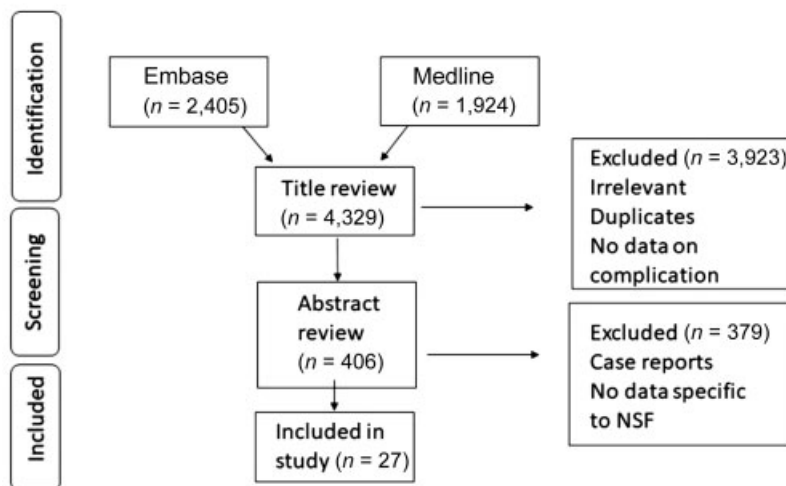 Identification
Embase
(n = 2,405)
Medline
(n = 1,924)
Title review
(n = 4,329)
Excluded (n = 3,923)
Irrelevant
Duplicates
No data on
complication
Screening
Abstract
review
(n = 406)
Excluded (n = 379)
Case reports
No data specific
to NSF
Included
Included in
study (n = 27)